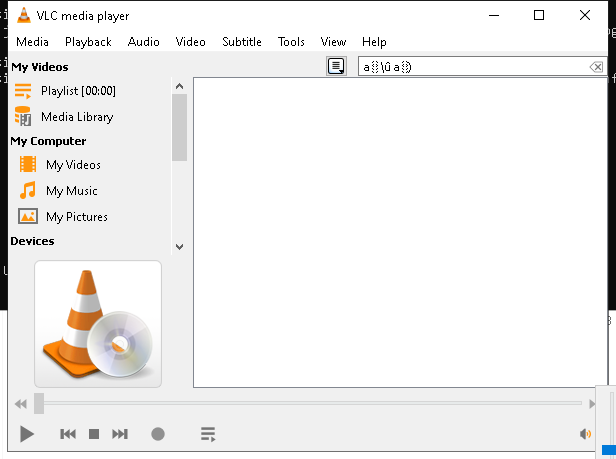 VLC media player
Media Playback Audio Video Subtitle Tools View Help
My Videos
Playlist [00:00]
Media Library
My Computer
My Videos
My Music
My Pictures
Devices